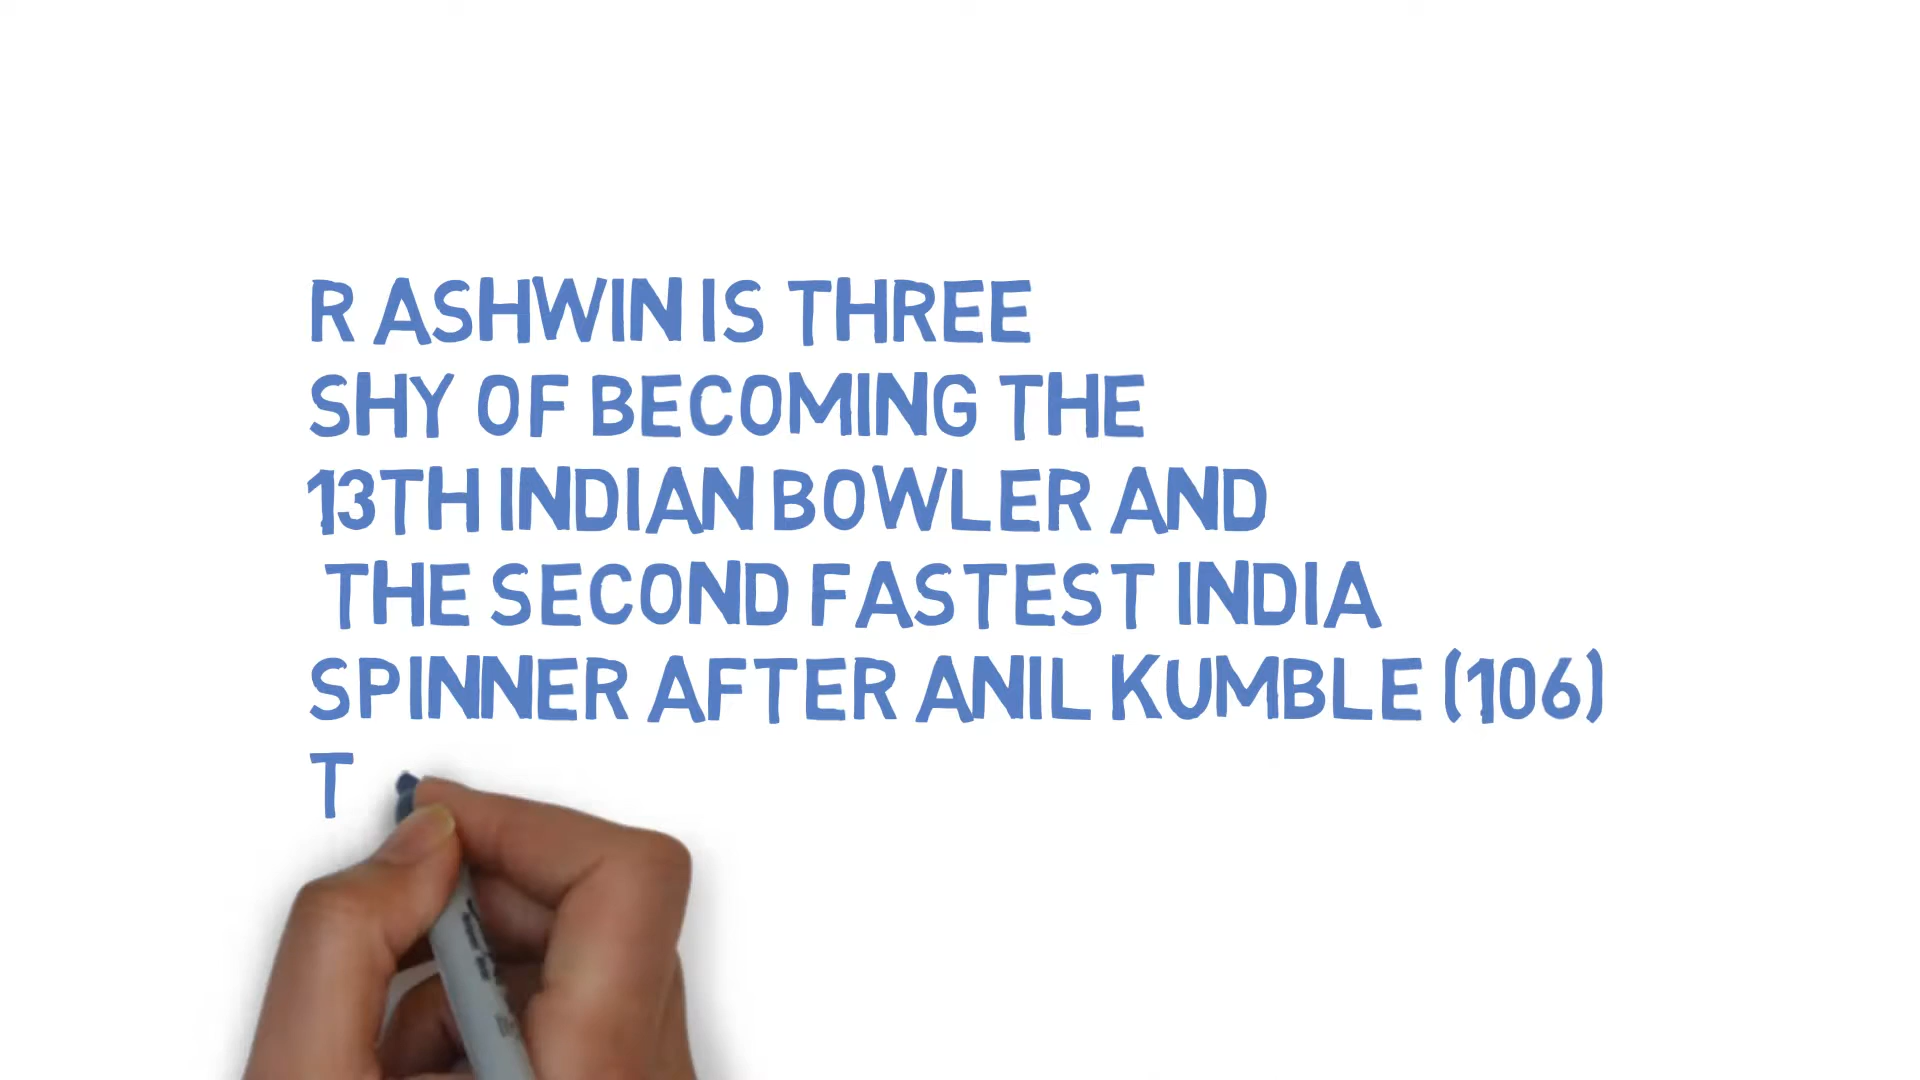 R ASHWIN IS THREE
SHY OF BECOMING THE
13TH INDIAN BOWLER AND
THE SECOND FASTEST INDIA
SPINNER AFTER ANIL KUMBLE (106)
T